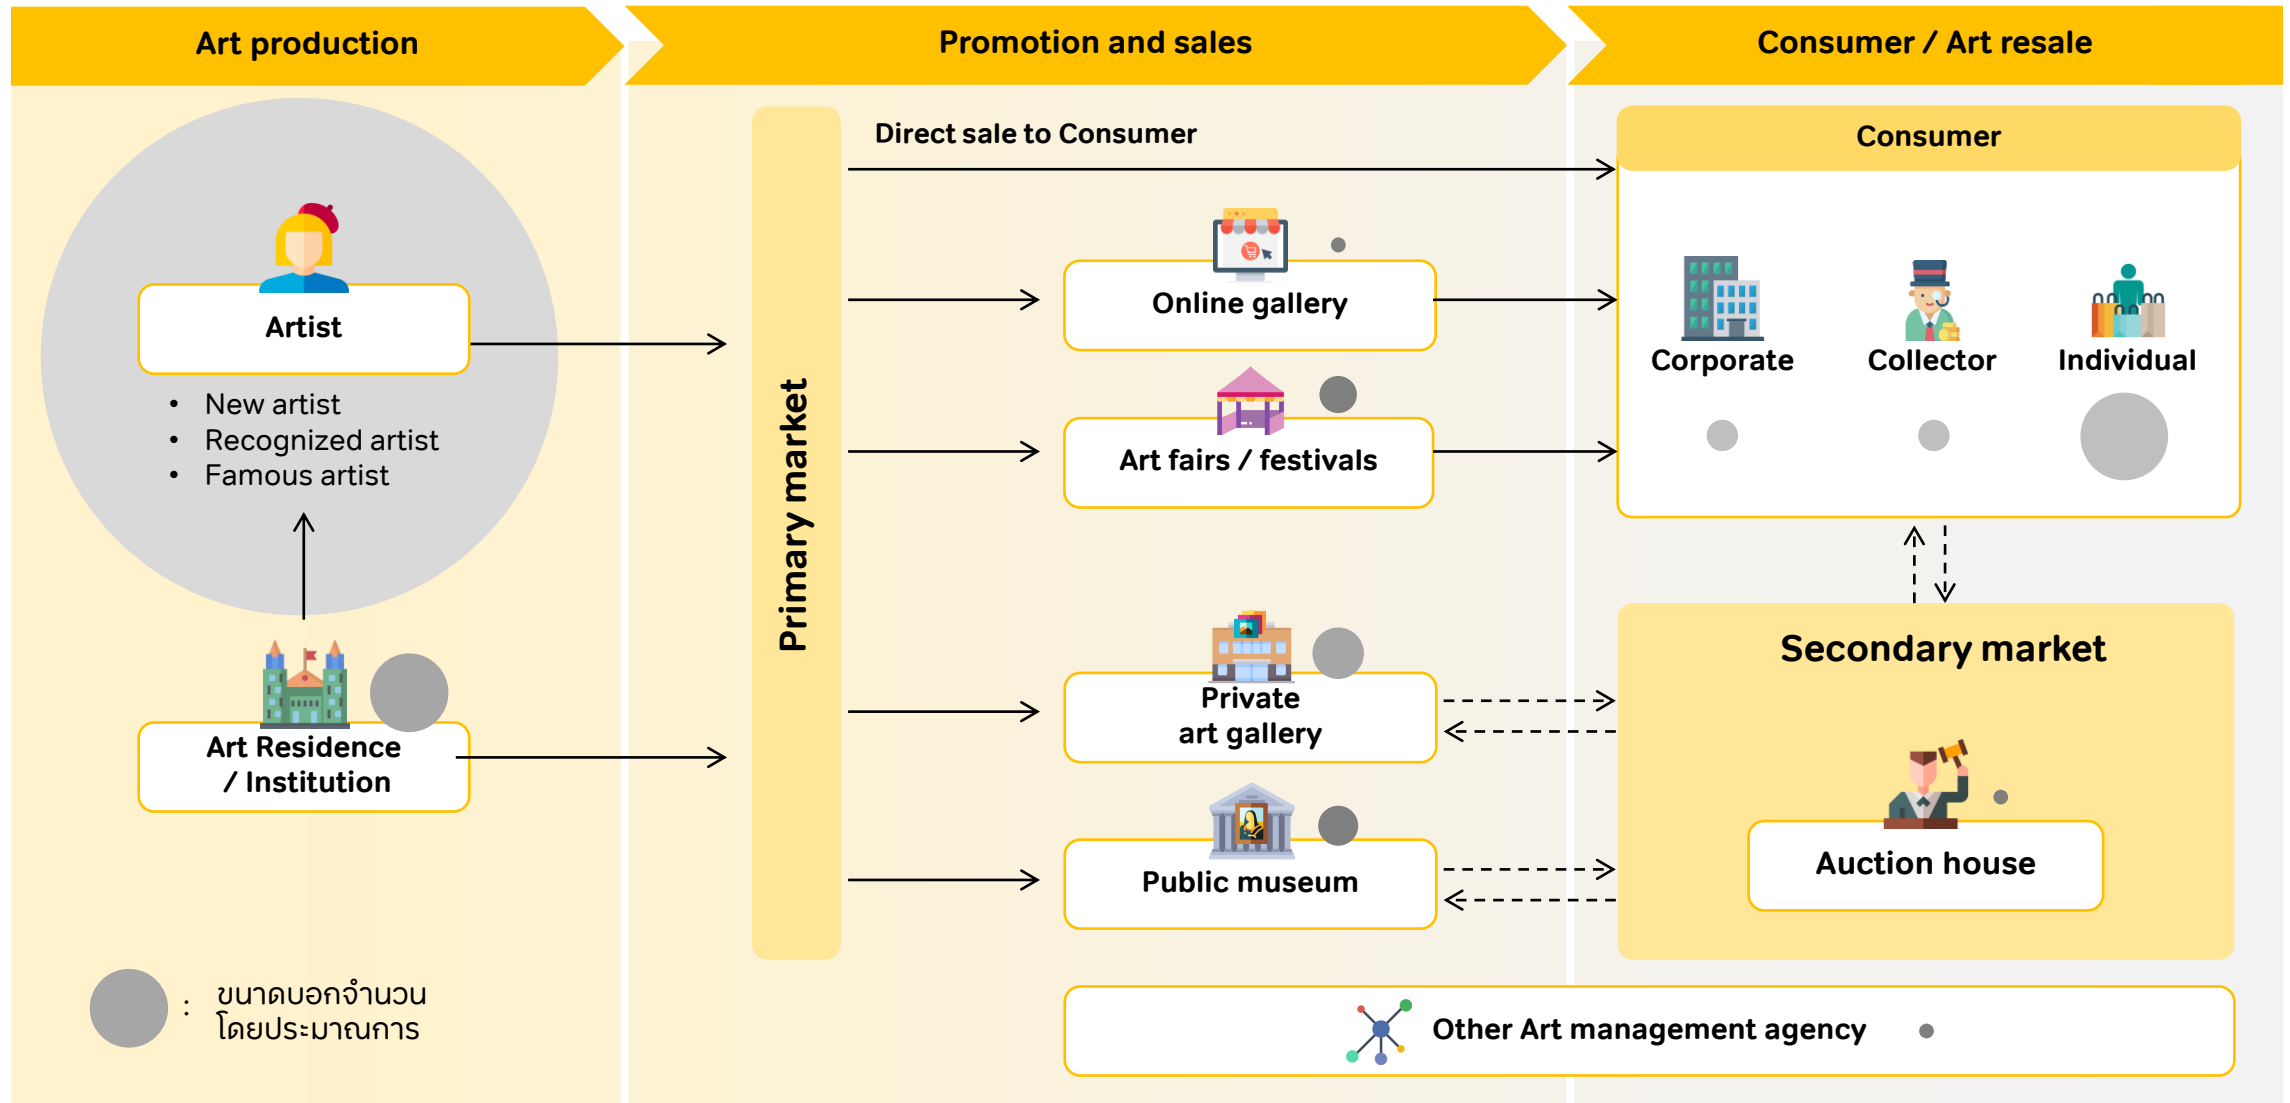 Art production
Promotion and sales
Consumer / Art resale
Artist
• New artist
• Recognized artist
• Famous artist
Art Residence
/ Institution
: ขนาดบอกจำนวน
โดยประมาณการ
Primary market
Direct sale to Consumer
Online gallery
Art fairs / festivals
Private
art gallery
Public museum
Consumer
Corporate
Collector
Individual
Secondary market
Auction house
Other Art management agency